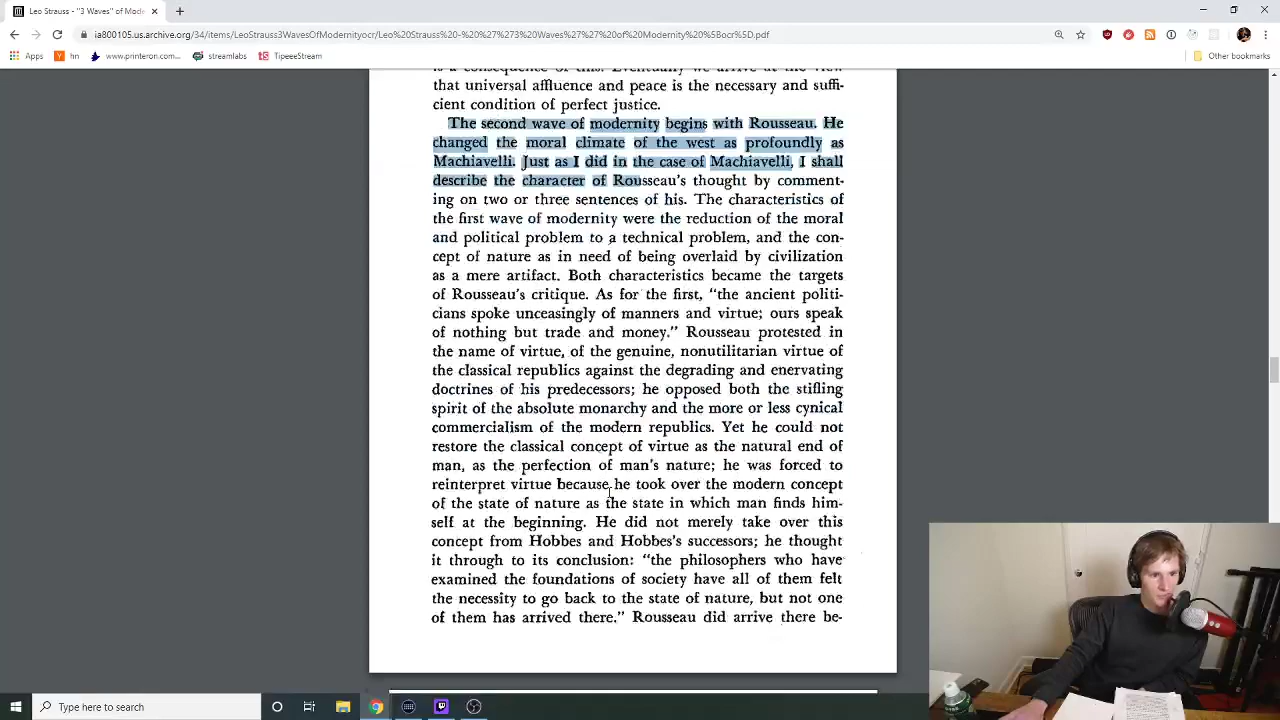 Leo Strauss - "3 Waves" of Mode
ia800105.us.archive.org/34/items/LeoStrauss3WavesOfModernityocr/Leo%20Strauss%20-%20%27%273%20Waves%27%27%20of%20Modernity%20%5Bocr%5D.pdf
Apps hn www.printeron.com... streamlabs TipeeeStream Other bookmarks
that universal affluence and peace is the necessary and suffi-
cient condition of perfect justice.
The second wave of modernity begins with Rousseau. He
changed the moral climate of the west as profoundly as
Machiavelli. Just as I did in the case of Machiavelli, I shall
describe the character of Rousseau's thought by comment-
ing on two or three sentences of his. The characteristics of
the first wave of modernity were the reduction of the moral
and political problem to a technical problem, and the con-
cept of nature as in need of being overlaid by civilization
as a mere artifact. Both characteristics became the targets
of Rousseau's critique. As for the first, "the ancient politi-
cians spoke unceasingly of manners and virtue; ours speak
of nothing but trade and money." Rousseau protested in
the name of virtue, of the genuine, nonutilitarian virtue of
the classical republics against the degrading and enervating
doctrines of his predecessors; he opposed both the stifling
spirit of the absolute monarchy and the more or less cynical
commercialism of the modern republics. Yet he could not
restore the classical concept of virtue as the natural end of
man, as the perfection of man's nature; he was forced to
reinterpret virtue because he took over the modern concept
of the state of nature as the state in which man finds him-
self at the beginning. He did not merely take over this
concept from Hobbes and Hobbes's successors; he thought
it through to its conclusion: "the philosophers who have
examined the foundations of society have all of them felt
the necessity to go back to the state of nature, but not one
of them has arrived there." Rousseau did arrive there be-
Type here to search